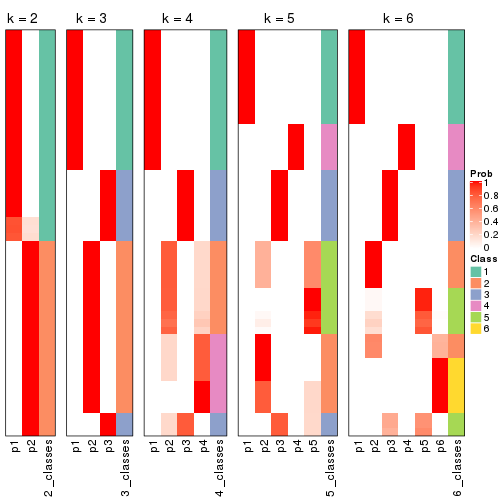 k = 2
k = 3
k = 4
k = 5
k = 6
p1
p2
2_classes
p1
p2
p3
3_classes
p1
p2
p3
p4
4_classes
p1
p2
p3
p4
p5
5_classes
p1
p2
p3
p4
p5
p6
6_classes
Prob
1
0.8
0.6
0.4
0.2
0
Class
1
2
3
4
5
6